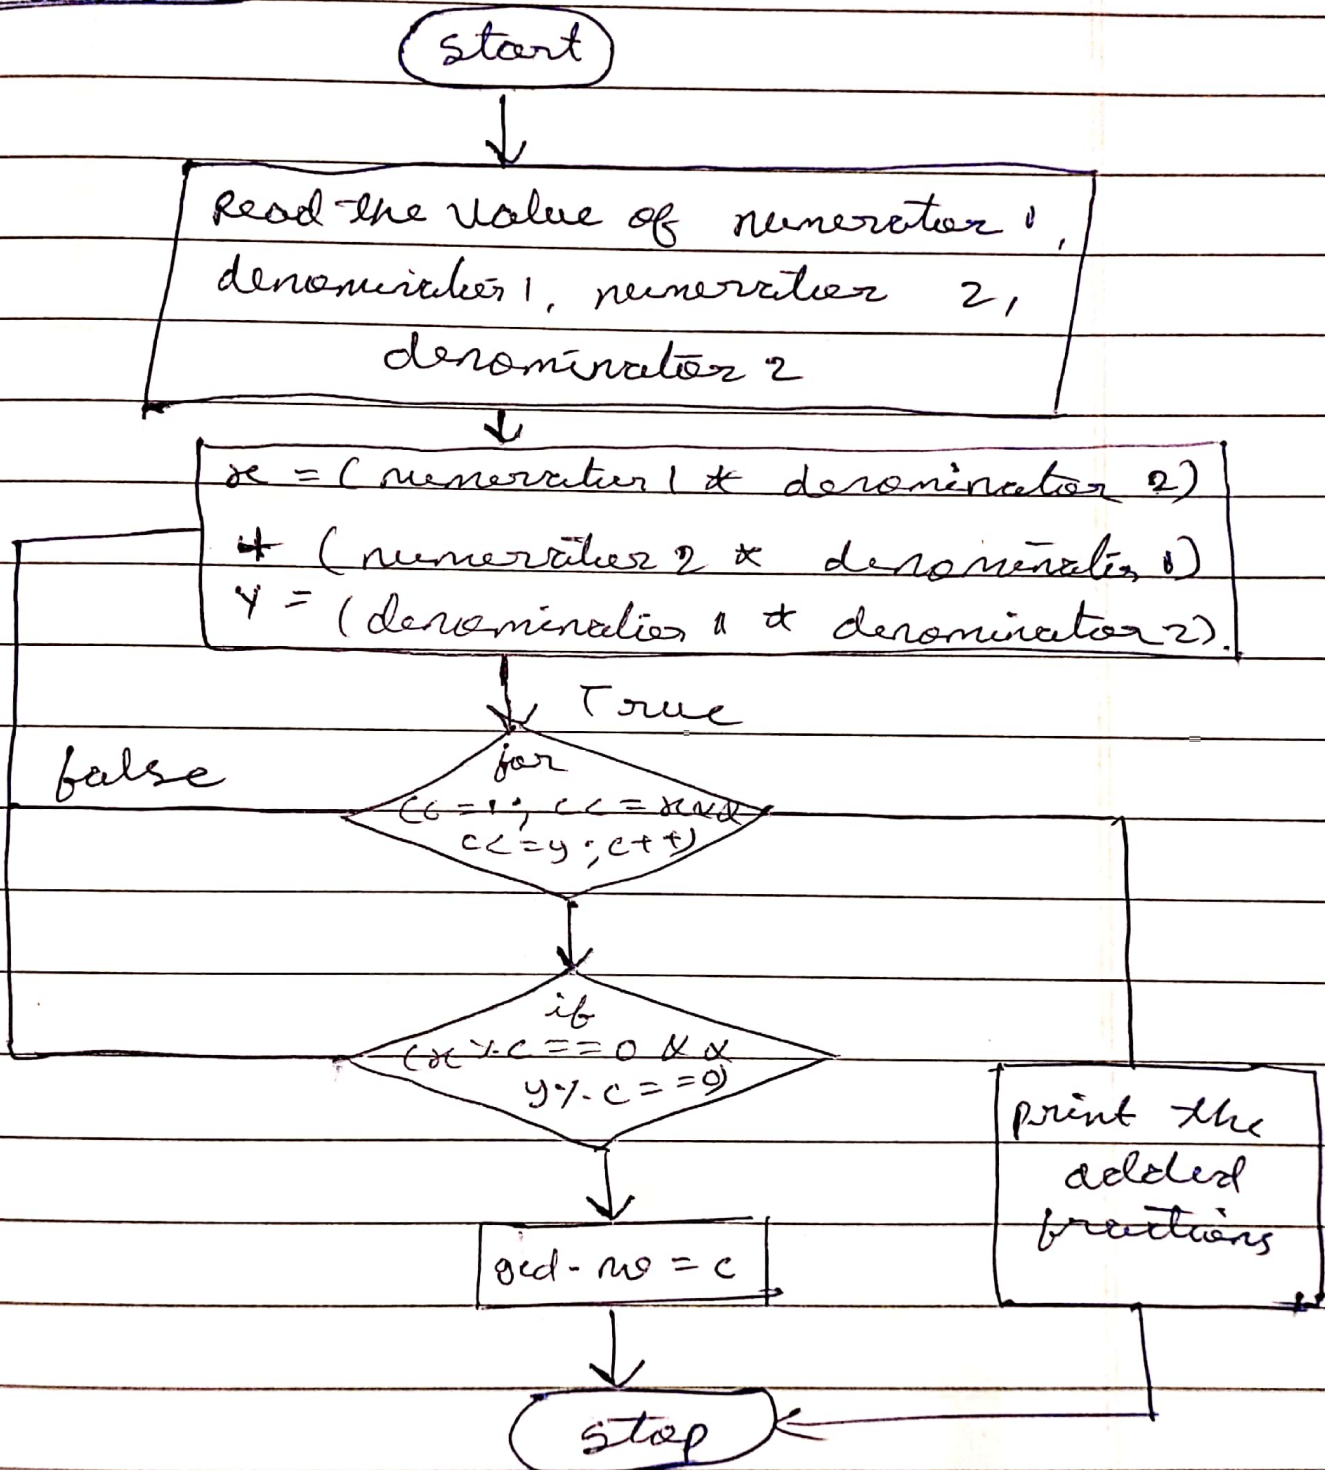 start
Read the value of numerator 1,
denominator 1, numerator 2,
denominator 2
x = (numerator 1 * denominator 2)
+ (numerator 2 * denominator 1)
y = (denominator 1 * denominator 2).
True
false
for
(c=1; c<=x&&
c<=y; c++)
if
(x%c==0 &&
y%c==0)
print the
added
fractions
gcd-no = c
stop